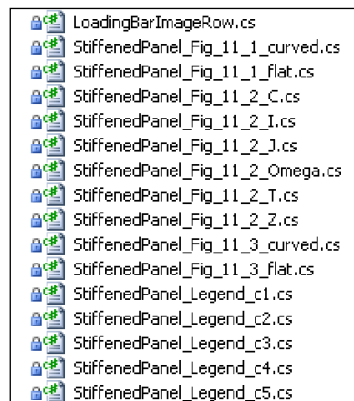 LoadingBarImageRow.cs
StiffenedPanel_Fig_11_1_curved.cs
StiffenedPanel_Fig_11_1_flat.cs
StiffenedPanel_Fig_11_2_C.cs
StiffenedPanel_Fig_11_2_I.cs
StiffenedPanel_Fig_11_2_J.cs
StiffenedPanel_Fig_11_2_Omega.cs
StiffenedPanel_Fig_11_2_T.cs
StiffenedPanel_Fig_11_2_Z.cs
StiffenedPanel_Fig_11_3_curved.cs
StiffenedPanel_Fig_11_3_flat.cs
StiffenedPanel_Legend_c1.cs
StiffenedPanel_Legend_c2.cs
StiffenedPanel_Legend_c3.cs
StiffenedPanel_Legend_c4.cs
StiffenedPanel_Legend_c5.cs